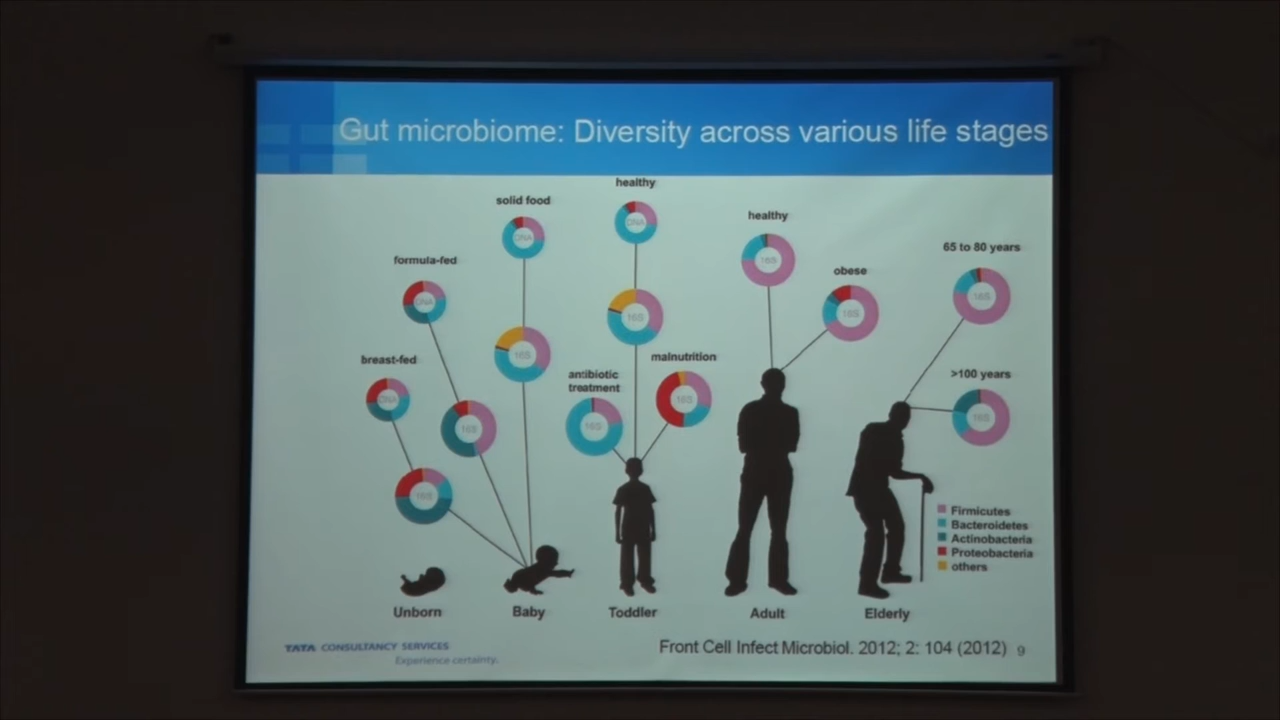 Gut microbiome: Diversity across various life stages
healthy
solid food
DNA
DNA
healthy
16S
formula-fed
65 to 80 years
obese
DNA
16S
16S
16S
breast-fed
16S
malnutrition
antibiotic
treatment
>100 years
DNA
16S
16S
16S
16S
16S
Firmicutes
Bacteroidetes
Actinobacteria
Proteobacteria
others
Unborn
Baby
Toddler
Adult
Elderly
TATA CONSULTANCY SERVICES
Experience certainty.
Front Cell Infect Microbiol. 2012; 2: 104 (2012) 9